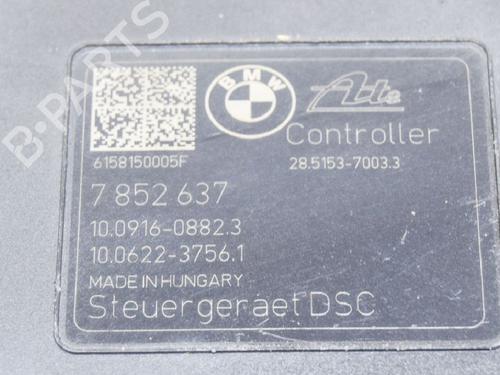 B-PARTS
BMW
Ate
6158150005F
Controller
28.5153-7003.3
7 852 637
10.0916-0882.3
10.0622-3756.1
MADE IN HUNGARY
Steuergeraet DSC